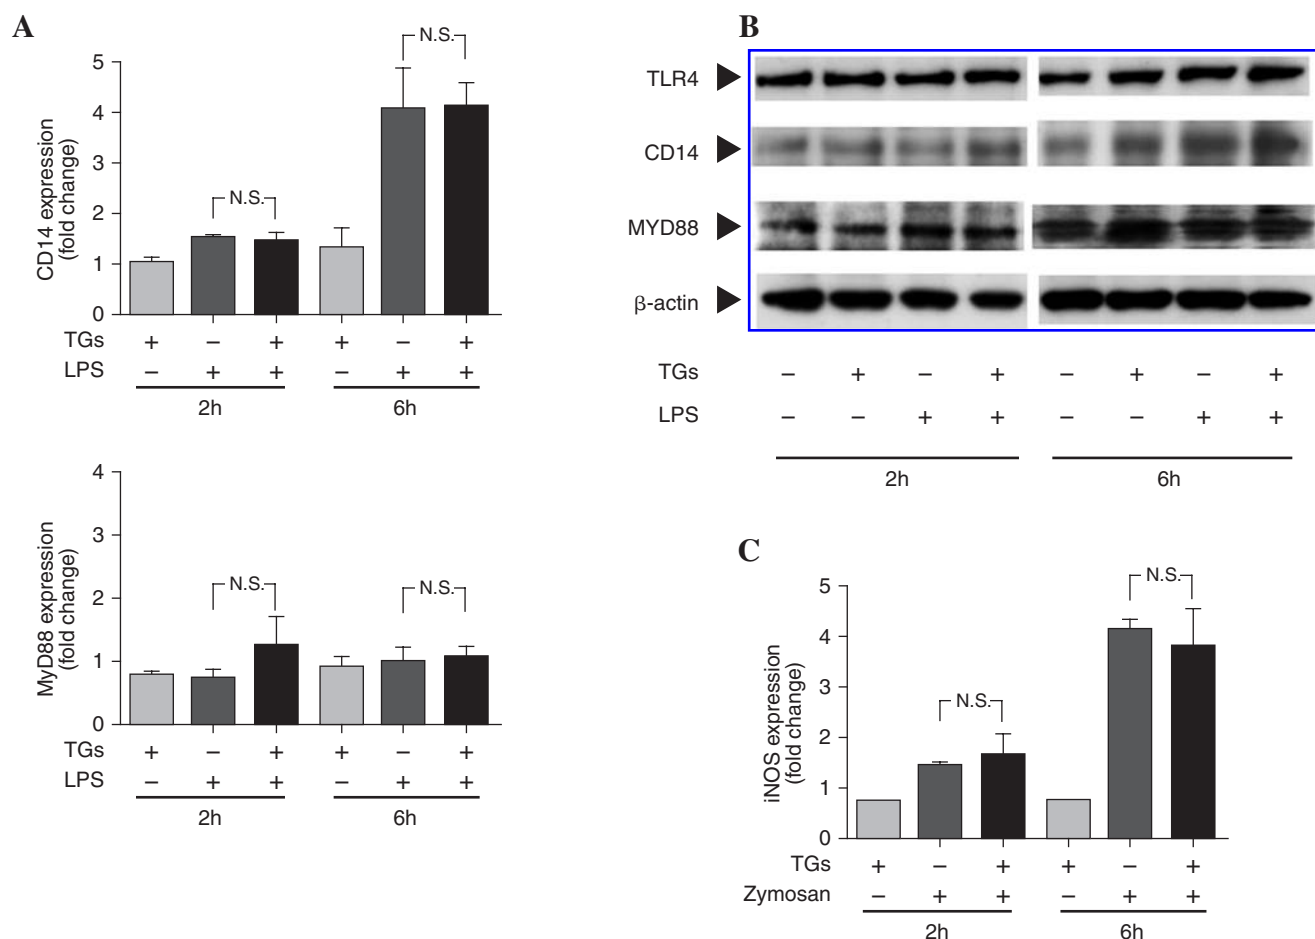 A
CD14 expression
(fold change)
5
4
3
2
1
0
N.S.
N.S.
TGs + – + + – +
LPS – + + – + +
2h 6h
MyD88 expression
(fold change)
4
3
2
1
0
N.S.
N.S.
TGs + – + + – +
LPS – + + – + +
2h 6h
B
TLR4
CD14
MYD88
β-actin
TGs – + – + – + – +
LPS – – + + – – + +
2h 6h
C
iNOS expression
(fold change)
5
4
3
2
1
0
N.S.
N.S.
TGs + – + + – +
Zymosan – + + – + +
2h 6h